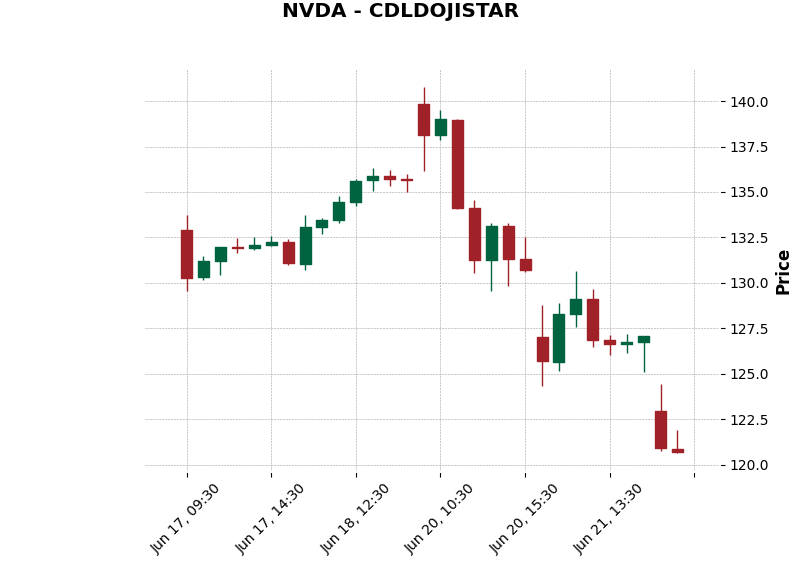 NVDA - CDLDOJISTAR
140.0
137.5
135.0
132.5
130.0
127.5
125.0
122.5
120.0
Price
Jun 17, 09:30
Jun 17, 14:30
Jun 18, 12:30
Jun 20, 10:30
Jun 20, 15:30
Jun 21, 13:30